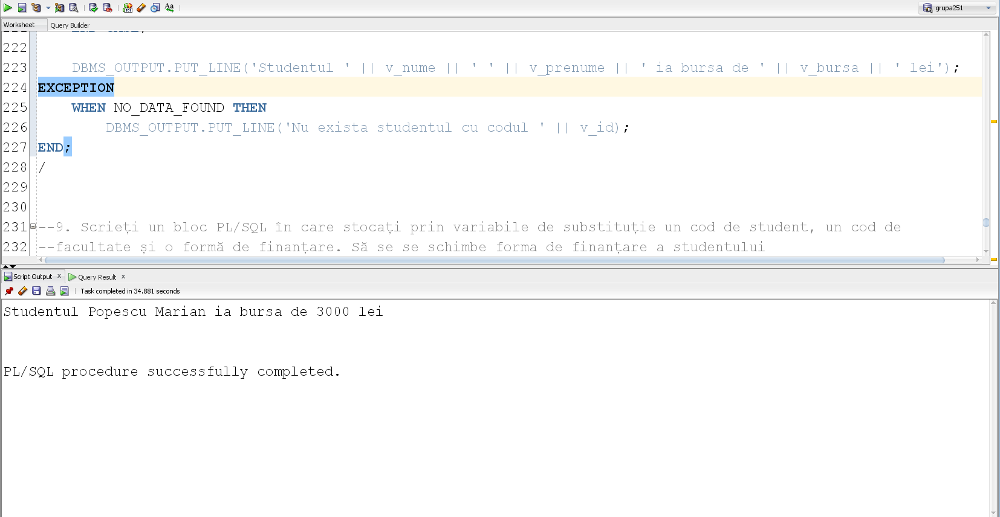 grupa251
Worksheet Query Builder
222
223 DBMS_OUTPUT.PUT_LINE('Studentul ' || v_nume || ' ' || v_prenume || ' ia bursa de ' || v_bursa || ' lei');
224 EXCEPTION
225 WHEN NO_DATA_FOUND THEN
226 DBMS_OUTPUT.PUT_LINE('Nu exista studentul cu codul ' || v_id);
227 END;
228 /
229
230
231 --9. Scrieți un bloc PL/SQL în care stocați prin variabile de substituție un cod de student, un cod de
232 --facultate și o formă de finanțare. Să se se schimbe forma de finanțare a studentului
Script Output x Query Result x
Task completed in 34.881 seconds
Studentul Popescu Marian ia bursa de 3000 lei
PL/SQL procedure successfully completed.